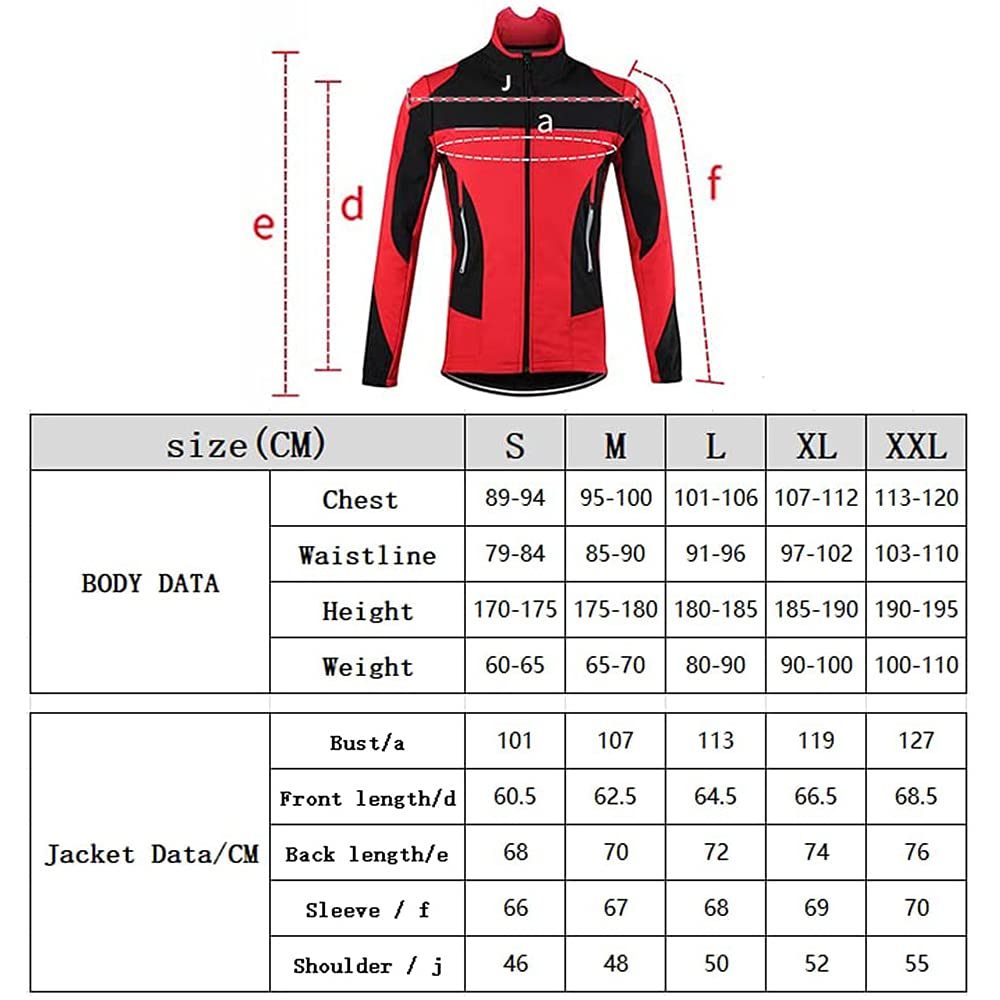 J
a
f
d
e
size(CM) S M L XL XXL
BODY DATA
Chest 89-94 95-100 101-106 107-112 113-120
Waistline 79-84 85-90 91-96 97-102 103-110
Height 170-175 175-180 180-185 185-190 190-195
Weight 60-65 65-70 80-90 90-100 100-110
Jacket Data/CM
Bust/a 101 107 113 119 127
Front length/d 60.5 62.5 64.5 66.5 68.5
Back length/e 68 70 72 74 76
Sleeve / f 66 67 68 69 70
Shoulder / j 46 48 50 52 55